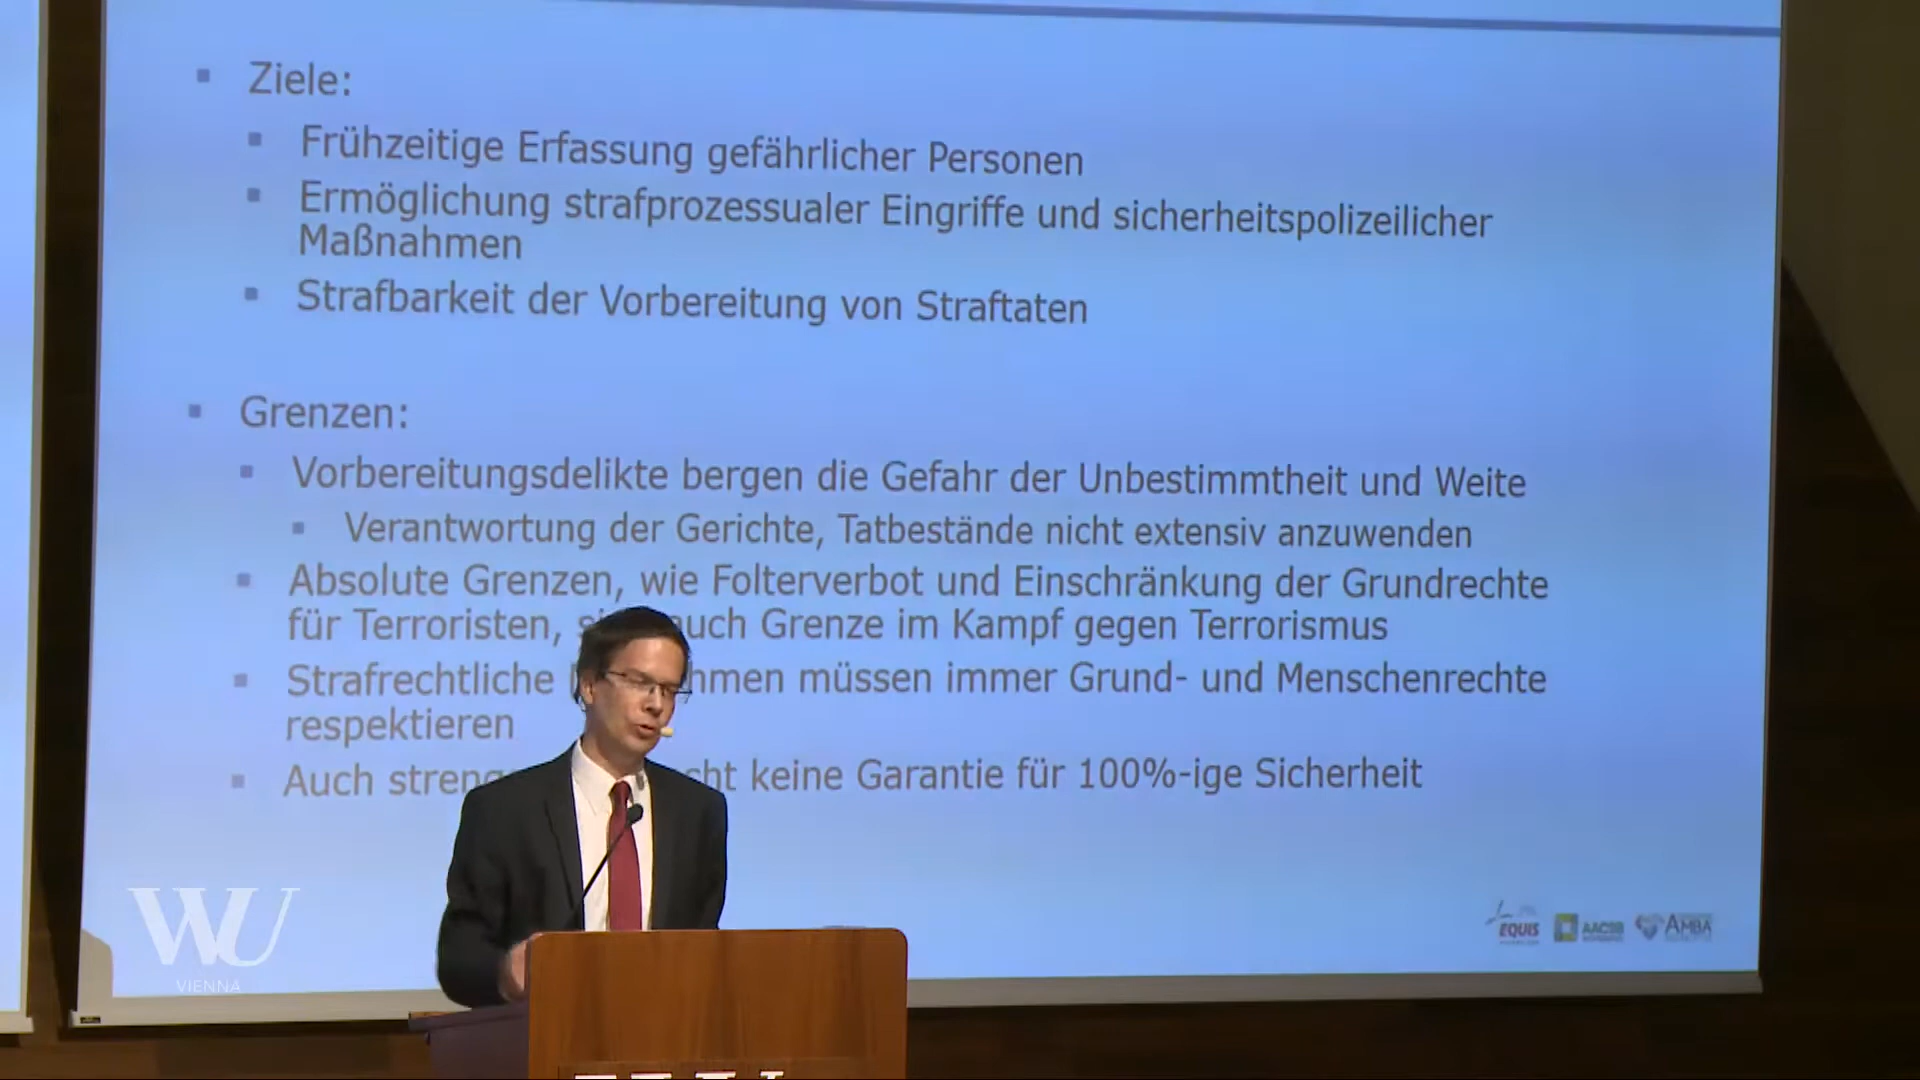 Ziele:
Frühzeitige Erfassung gefährlicher Personen
Ermöglichung strafprozessualer Eingriffe und sicherheitspolizeilicher
Maßnahmen
Strafbarkeit der Vorbereitung von Straftaten
Grenzen:
Vorbereitungsdelikte bergen die Gefahr der Unbestimmtheit und Weite
Verantwortung der Gerichte, Tatbestände nicht extensiv anzuwenden
Absolute Grenzen, wie Folterverbot und Einschränkung der Grundrechte
für Terroristen, auch Grenze im Kampf gegen Terrorismus
Strafrechtliche müssen immer Grund- und Menschenrechte
respektieren
Auch keine Garantie für 100%-ige Sicherheit
WU
VIENNA
EQUIS
AACSB
AMBA